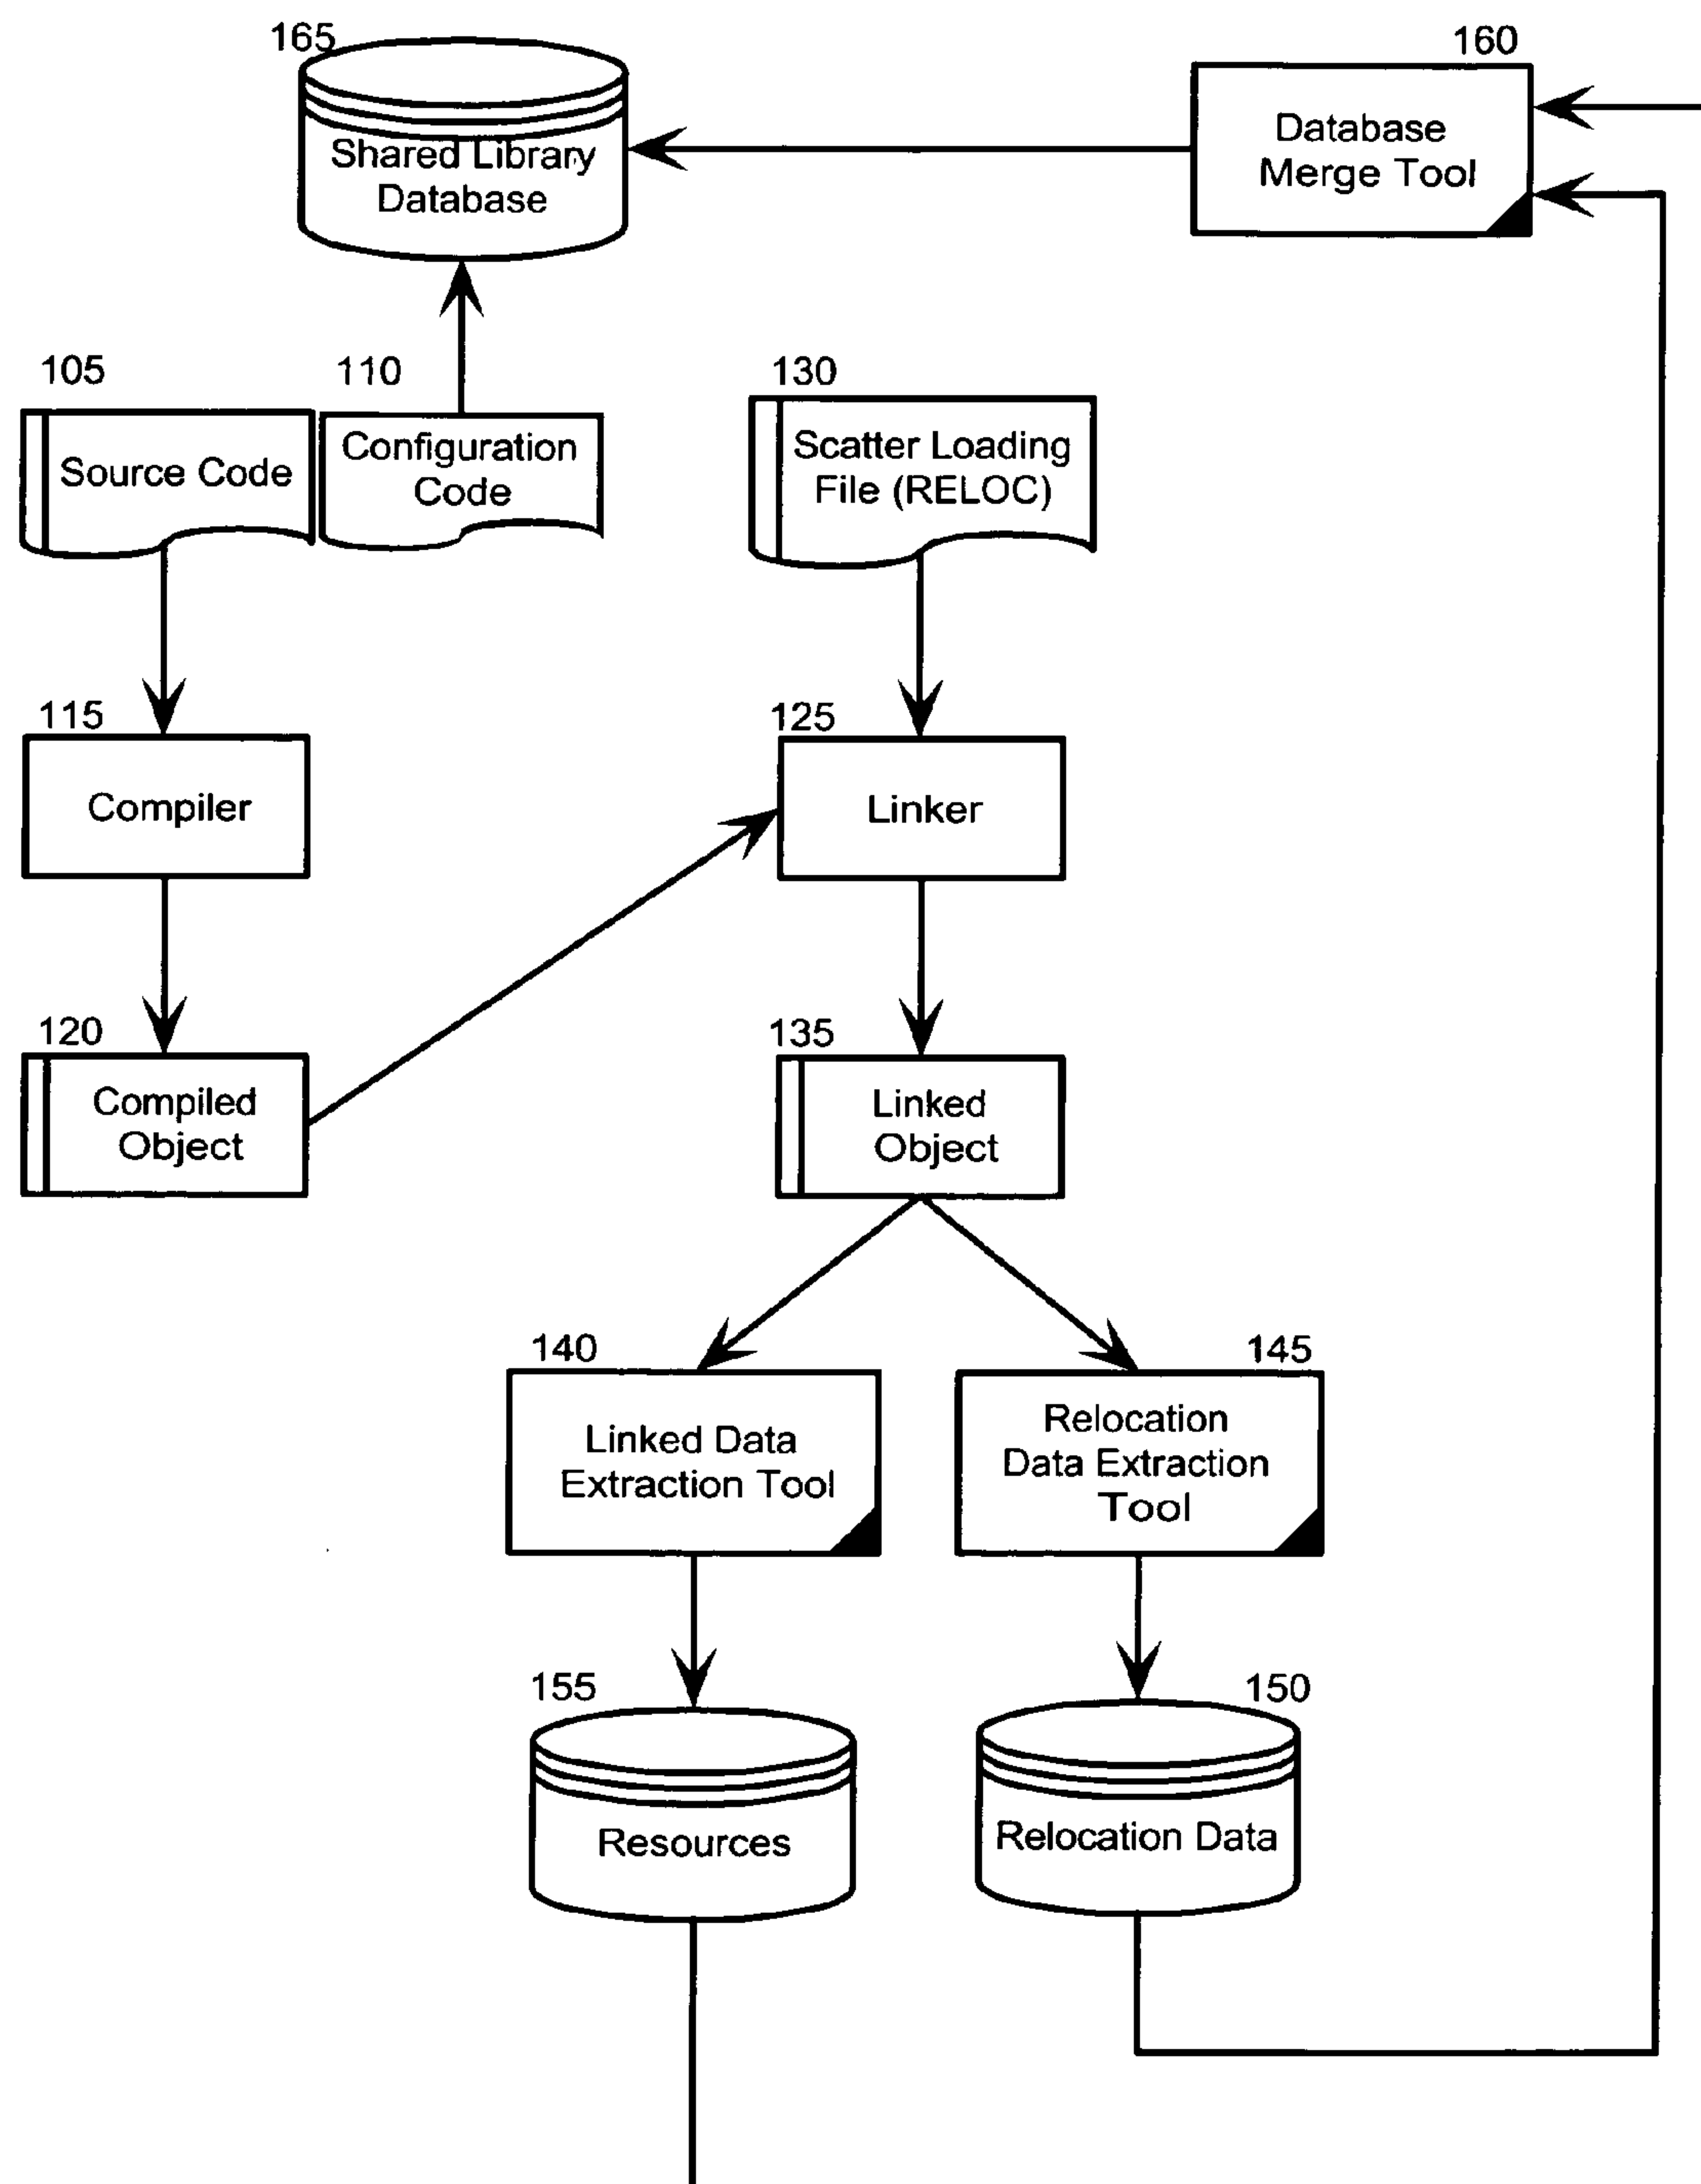 165
Shared Library
Database
160
Database
Merge Tool
105
Source Code
110
Configuration
Code
130
Scatter Loading
File (RELOC)
115
Compiler
125
Linker
120
Compiled
Object
135
Linked
Object
140
Linked Data
Extraction Tool
145
Relocation
Data Extraction
Tool
155
Resources
150
Relocation Data